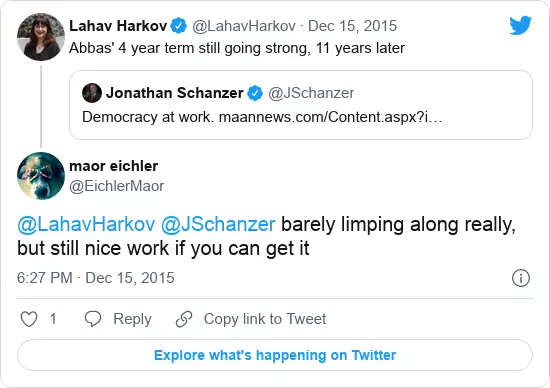 Lahav Harkov @LahavHarkov · Dec 15, 2015
Abbas' 4 year term still going strong, 11 years later
Jonathan Schanzer @JSchanzer
Democracy at work. maannews.com/Content.aspx?i…
maor eichler
@EichlerMaor
@LahavHarkov @JSchanzer barely limping along really,
but still nice work if you can get it
6:27 PM · Dec 15, 2015
1 Reply Copy link to Tweet
Explore what's happening on Twitter